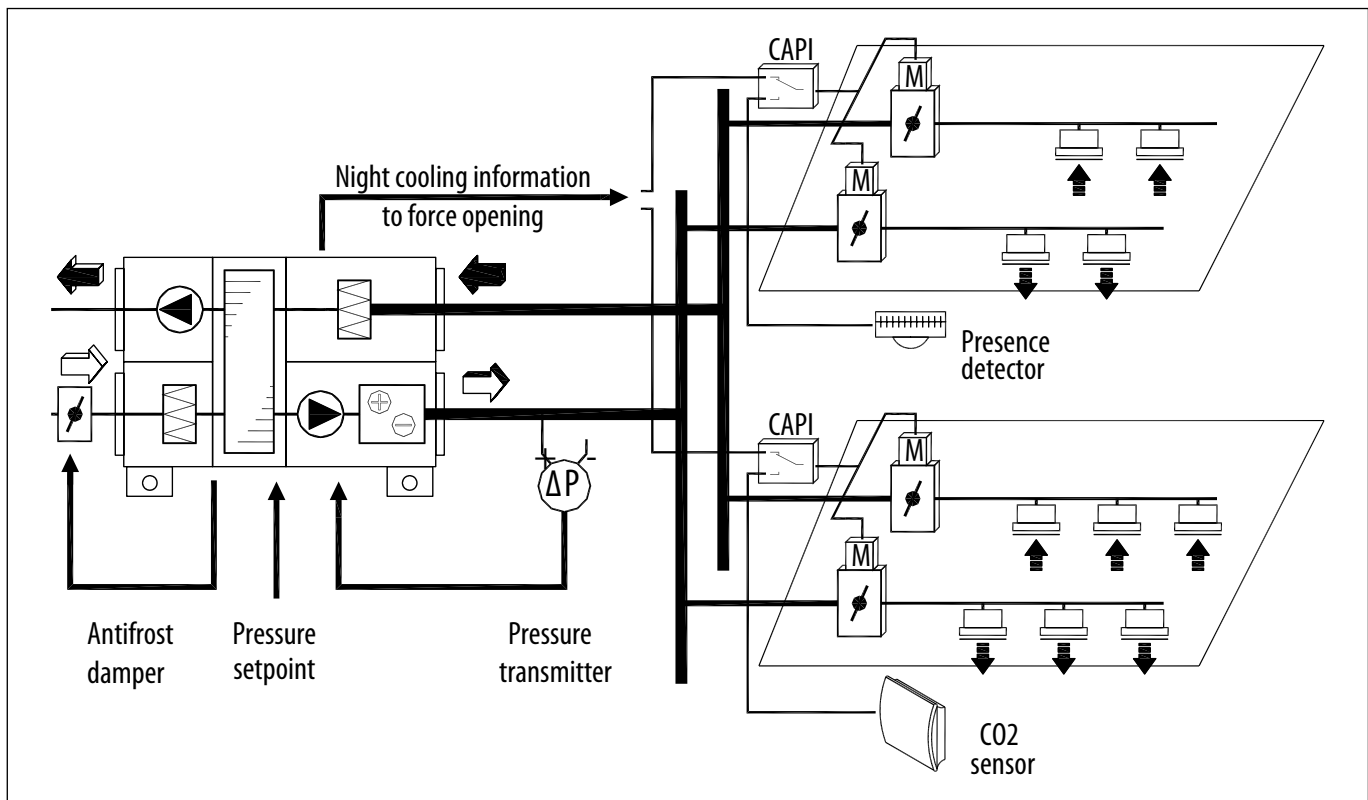 CAPI
M
M
Night cooling information
to force opening
Presence
detector
CAPI
M
M
ΔP
Antifrost
damper
Pressure
setpoint
Pressure
transmitter
CO2
sensor